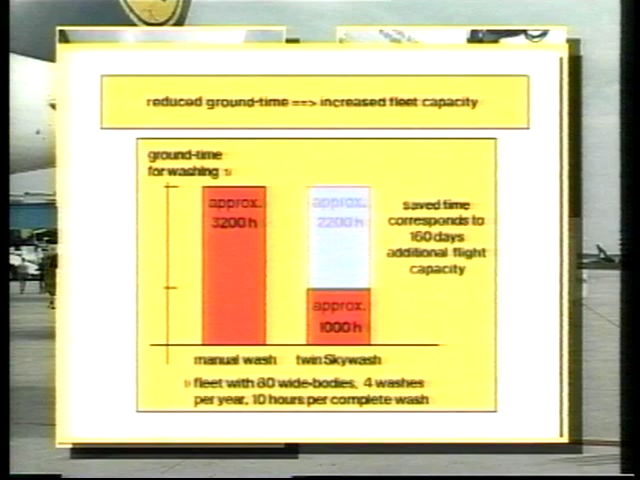 reduced ground-time ==> increased fleet capacity
ground-time
for washing ¹⁾
approx.
3200 h
approx.
2200 h
approx.
1000 h
saved time
corresponds to
160 days
additional flight
capacity
manual wash
twin Skywash
¹⁾ fleet with 80 wide-bodies, 4 washes
per year, 10 hours per complete wash